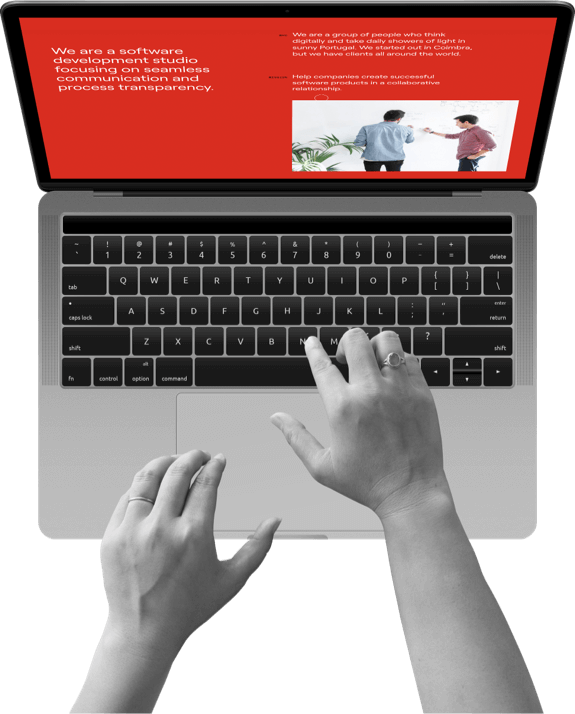 We are a software
development studio
focusing on seamless
communication and
process transparency.
We are a group of people who think
digitally and take daily showers of light in
sunny Portugal. We started out in Coimbra,
but we have clients all around the world.
Help companies create successful
software products in a collaborative
relationship.
~ ! @ # $ % ^ & * ( ) – +
` 1 2 3 4 5 6 7 8 9 0 - = delete
tab Q W E R T Y U I O P { [ } ] | \
caps lock A S D F G H J K L : ; " ' enter return
shift Z X C V B N M ? shift
fn control alt option command